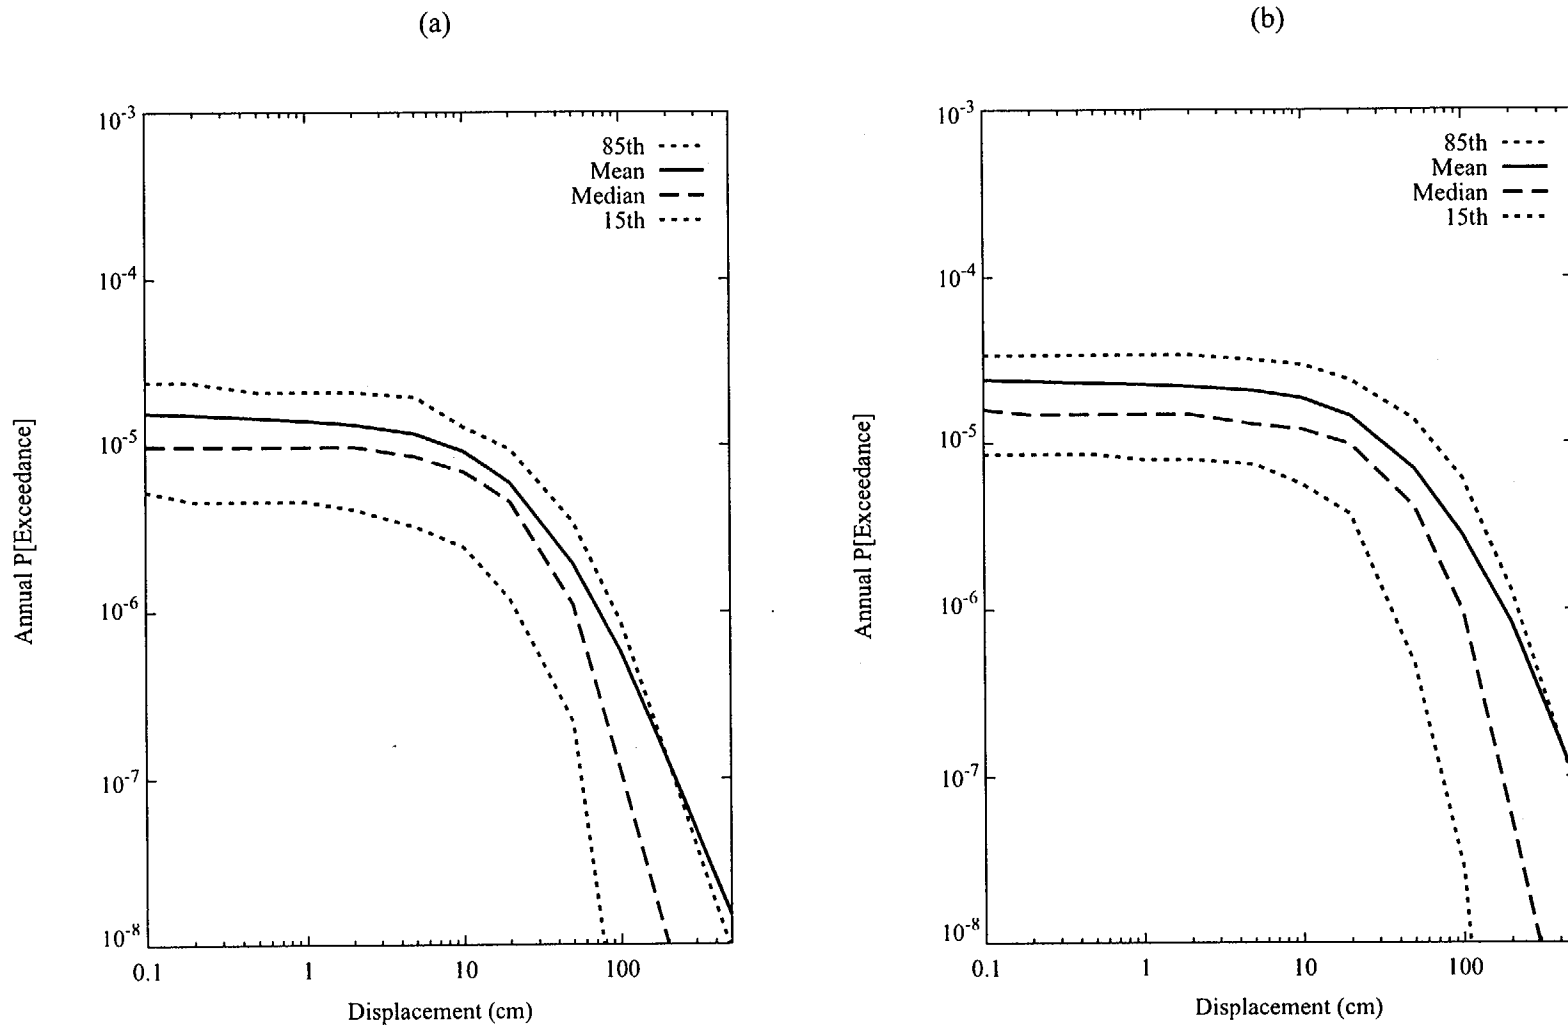 (a)
10^-3
85th
Mean
Median
15th
10^-4
10^-5
10^-6
10^-7
10^-8
Annual P[Exceedance]
0.1 1 10 100
Displacement (cm)
(b)
10^-3
85th
Mean
Median
15th
10^-4
10^-5
10^-6
10^-7
10^-8
Annual P[Exceedance]
0.1 1 10 100
Displacement (cm)